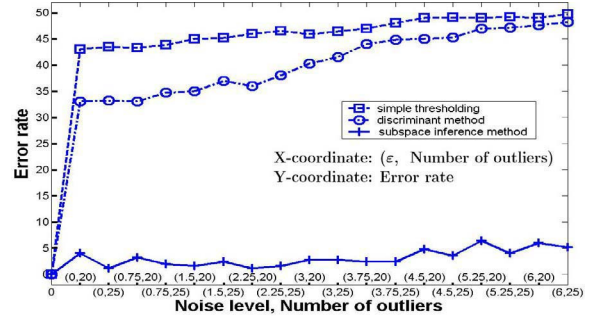 50
45
40
35
30
25
20
15
10
5
0
Error rate
simple thresholding
discriminant method
subspace inference method
X-coordinate: (ε, Number of outliers)
Y-coordinate: Error rate
(0,20) (0.75,20) (1.5,20) (2.25,20) (3,20) (3.75,20) (4.5,20) (5.25,20) (6,20)
0 (0,25) (0.75,25) (1.5,25) (2.25,25) (3,25) (3.75,25) (4.5,25) (5.25,25) (6,25)
Noise level, Number of outliers